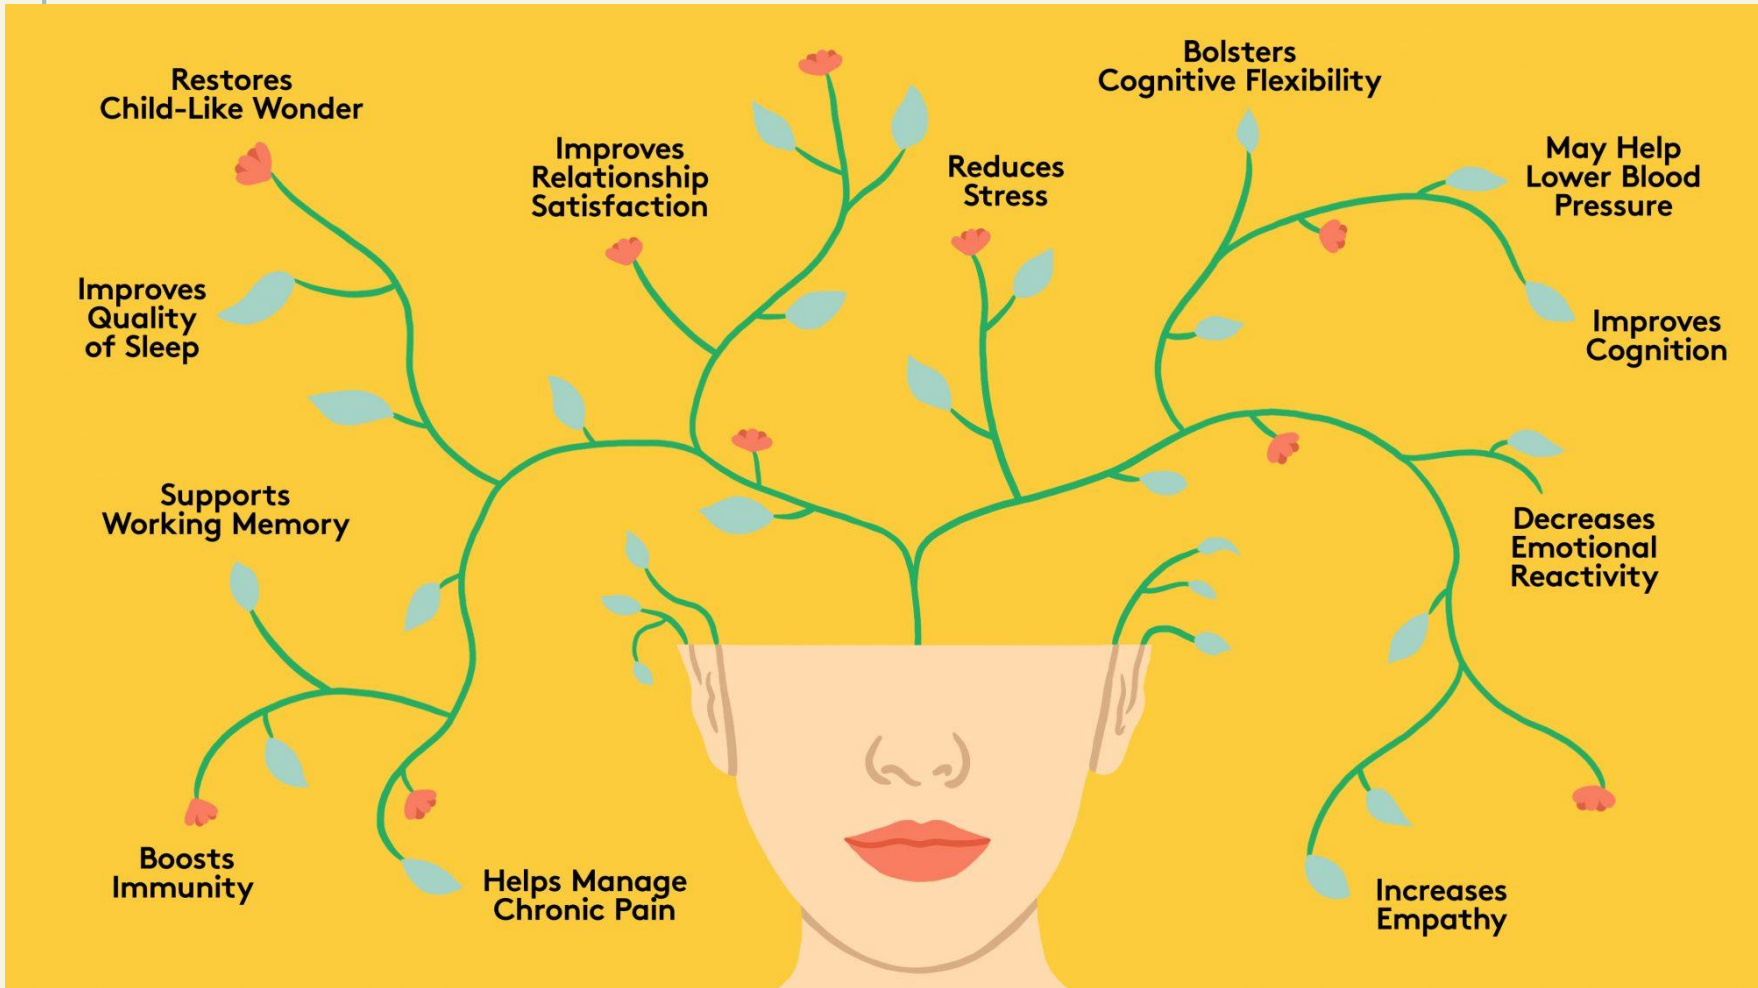 Restores
Child-Like Wonder
Improves
Relationship
Satisfaction
Reduces
Stress
Bolsters
Cognitive Flexibility
May Help
Lower Blood
Pressure
Improves
Quality
of Sleep
Improves
Cognition
Supports
Working Memory
Decreases
Emotional
Reactivity
Boosts
Immunity
Helps Manage
Chronic Pain
Increases
Empathy